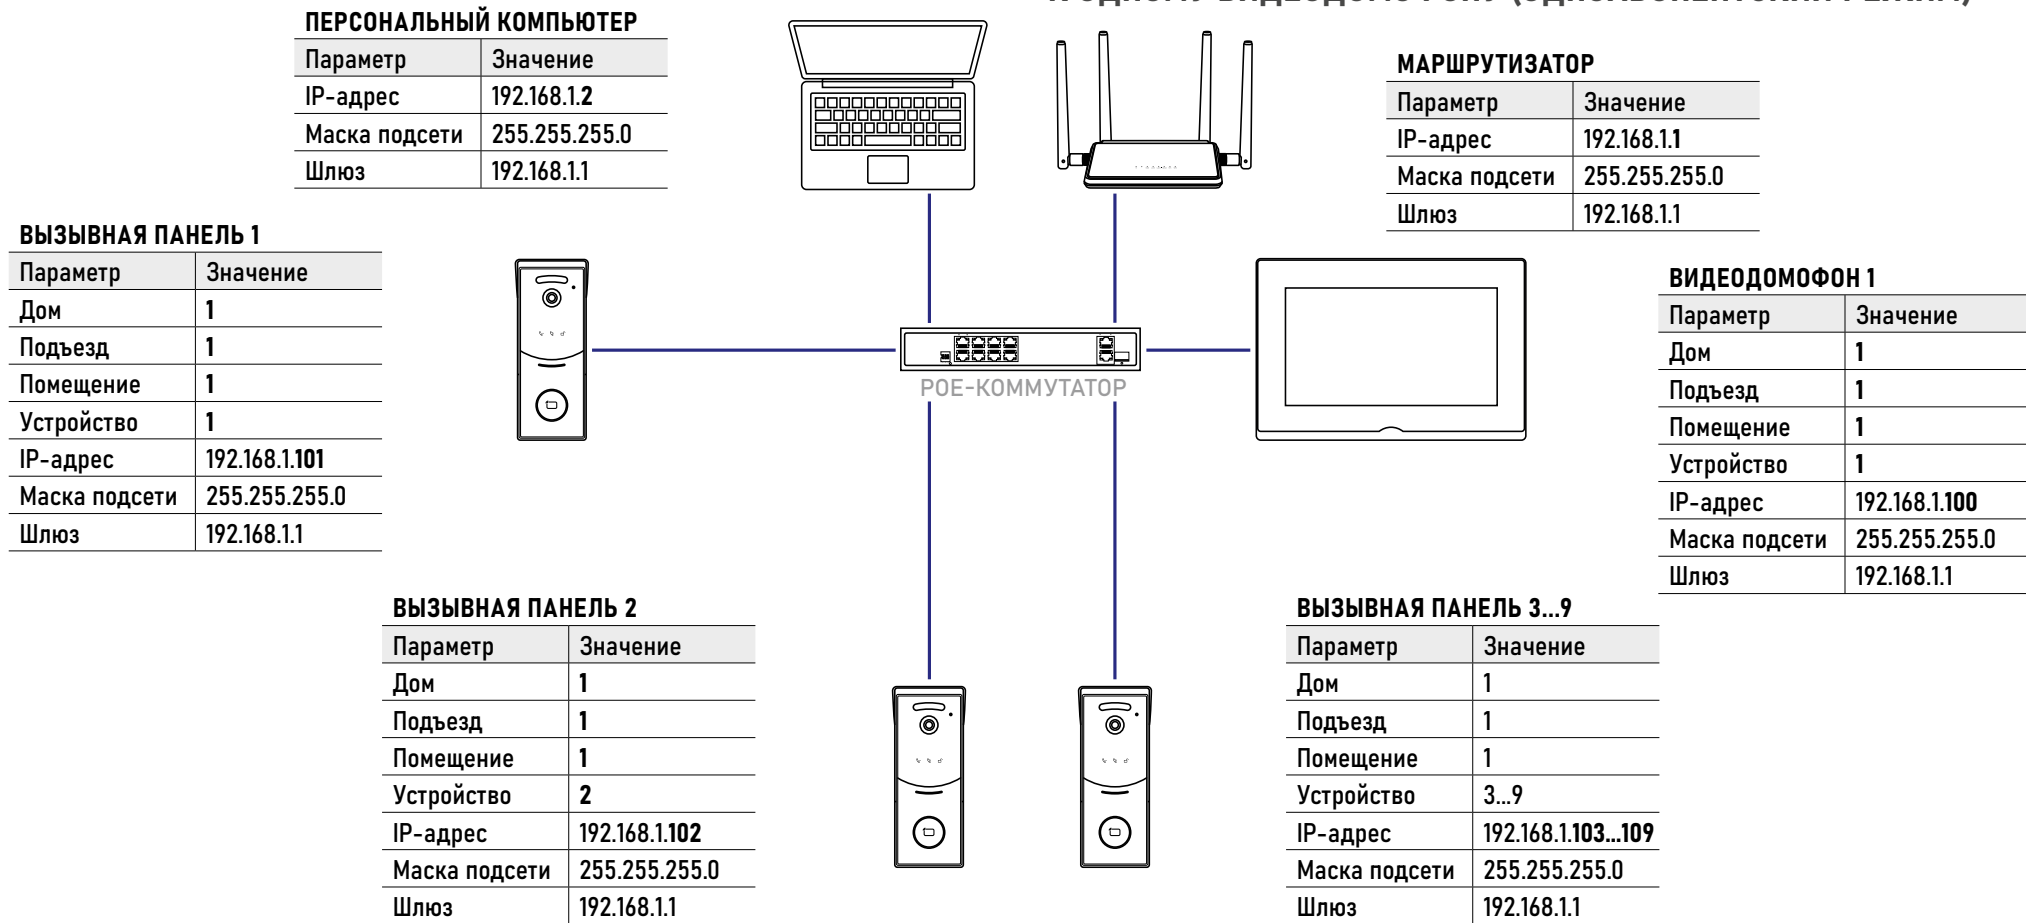 К ОДНОМУ ВИДЕОДОМОФОНУ (ОДНОАБОНЕНТСКИЙ РЕЖИМ)
ПЕРСОНАЛЬНЫЙ КОМПЬЮТЕР
Параметр Значение
IP-адрес 192.168.1.2
Маска подсети 255.255.255.0
Шлюз 192.168.1.1
МАРШРУТИЗАТОР
Параметр Значение
IP-адрес 192.168.1.1
Маска подсети 255.255.255.0
Шлюз 192.168.1.1
ВЫЗЫВНАЯ ПАНЕЛЬ 1
Параметр Значение
Дом 1
Подъезд 1
Помещение 1
Устройство 1
IP-адрес 192.168.1.101
Маска подсети 255.255.255.0
Шлюз 192.168.1.1
POE-КОММУТАТОР
ВИДЕОДОМОФОН 1
Параметр Значение
Дом 1
Подъезд 1
Помещение 1
Устройство 1
IP-адрес 192.168.1.100
Маска подсети 255.255.255.0
Шлюз 192.168.1.1
ВЫЗЫВНАЯ ПАНЕЛЬ 2
Параметр Значение
Дом 1
Подъезд 1
Помещение 1
Устройство 2
IP-адрес 192.168.1.102
Маска подсети 255.255.255.0
Шлюз 192.168.1.1
ВЫЗЫВНАЯ ПАНЕЛЬ 3...9
Параметр Значение
Дом 1
Подъезд 1
Помещение 1
Устройство 3...9
IP-адрес 192.168.1.103...109
Маска подсети 255.255.255.0
Шлюз 192.168.1.1